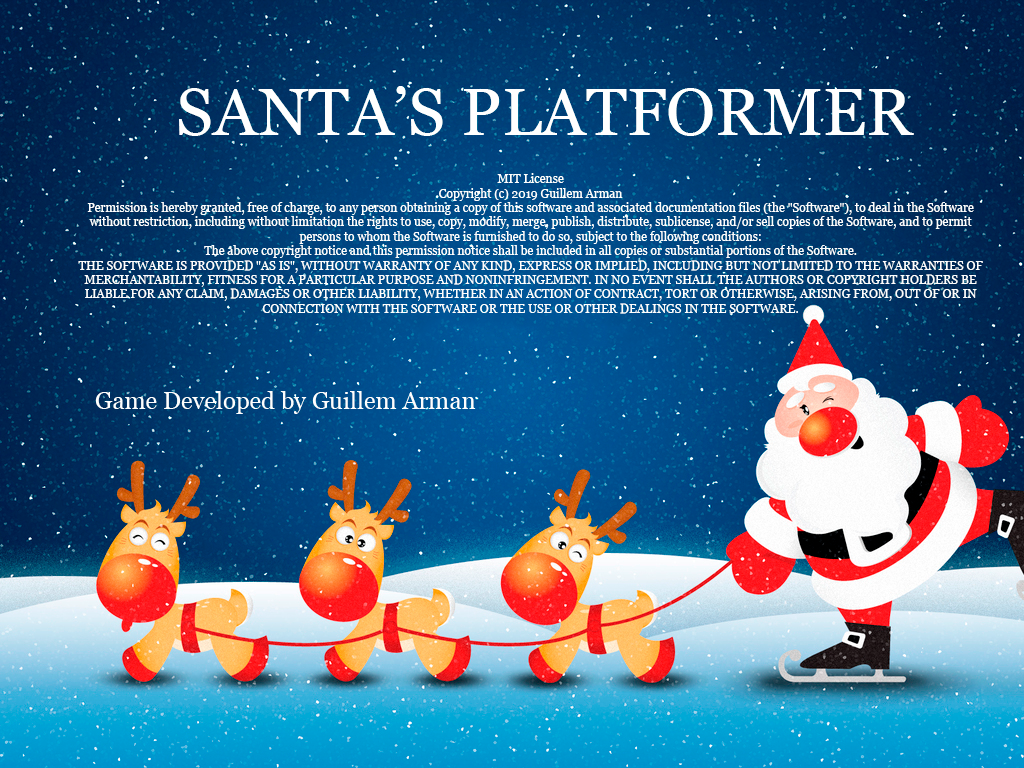 SANTA’S PLATFORMER
MIT License
Copyright (c) 2019 Guillem Arman
Permission is hereby granted, free of charge, to any person obtaining a copy of this software and associated documentation files (the "Software"), to deal in the Software
without restriction, including without limitation the rights to use, copy, modify, merge, publish, distribute, sublicense, and/or sell copies of the Software, and to permit
persons to whom the Software is furnished to do so, subject to the following conditions:
The above copyright notice and this permission notice shall be included in all copies or substantial portions of the Software.
THE SOFTWARE IS PROVIDED "AS IS", WITHOUT WARRANTY OF ANY KIND, EXPRESS OR IMPLIED, INCLUDING BUT NOT LIMITED TO THE WARRANTIES OF
MERCHANTABILITY, FITNESS FOR A PARTICULAR PURPOSE AND NONINFRINGEMENT. IN NO EVENT SHALL THE AUTHORS OR COPYRIGHT HOLDERS BE
LIABLE FOR ANY CLAIM, DAMAGES OR OTHER LIABILITY, WHETHER IN AN ACTION OF CONTRACT, TORT OR OTHERWISE, ARISING FROM, OUT OF OR IN
CONNECTION WITH THE SOFTWARE OR THE USE OR OTHER DEALINGS IN THE SOFTWARE.
Game Developed by Guillem Arman